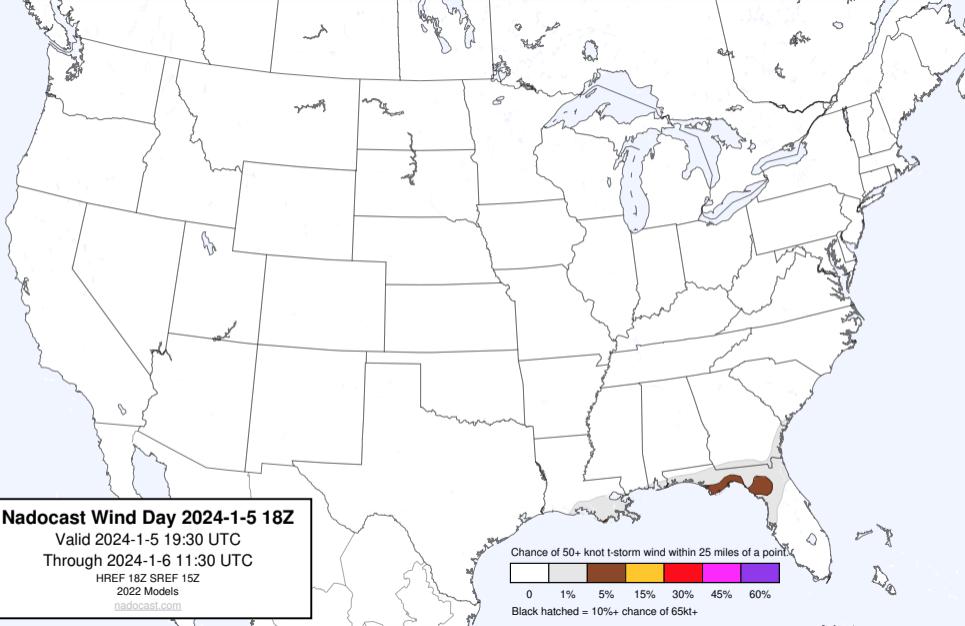 Nadocast Wind Day 2024-1-5 18Z
Valid 2024-1-5 19:30 UTC
Through 2024-1-6 11:30 UTC
HREF 18Z SREF 15Z
2022 Models
nadocast.com
Chance of 50+ knot t-storm wind within 25 miles of a point.
0 1% 5% 15% 30% 45% 60%
Black hatched = 10%+ chance of 65kt+